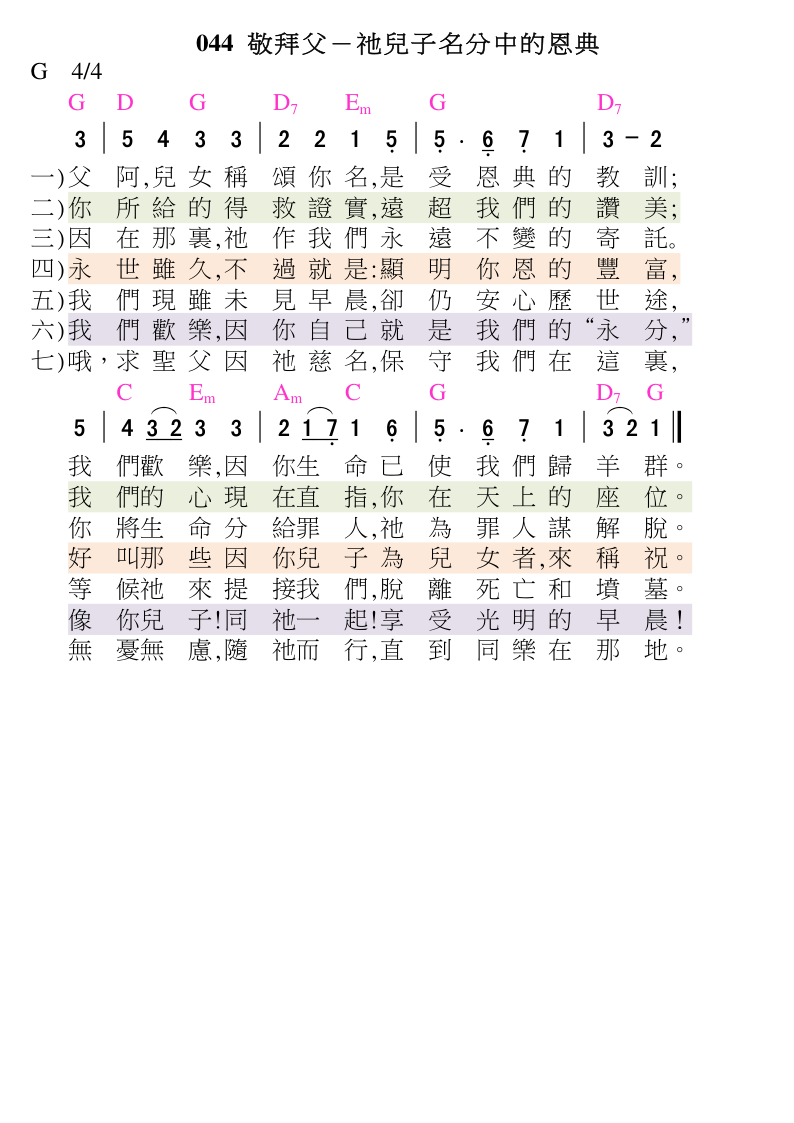 044 敬拜父－祂兒子名分中的恩典
G 4/4
G D G D7 Em G D7
3 | 5 4 3 3 | 2 2 1 5̣ | 5̣ · 6̣ 7̣ 1 | 3 － 2
一)父 阿,兒 女 稱 頌 你 名,是 受 恩 典 的 教 訓;
二)你 所 給 的 得 救 證 實,遠 超 我 們 的 讚 美;
三)因 在 那 裏,祂 作 我 們 永 遠 不 變 的 寄 託。
四)永 世 雖 久,不 過 就 是:顯 明 你 恩 的 豐 富,
五)我 們 現 雖 未 見 早 晨,卻 仍 安 心 歷 世 途,
六)我 們 歡 樂,因 你 自 己 就 是 我 們 的 “永 分,”
七)哦，求 聖 父 因 祂 慈 名,保 守 我 們 在 這 裏,
C Em Am C G D7 G
5 | 4 3 2 3 3 | 2 1 7̣ 1 6̣ | 5̣ · 6̣ 7̣ 1 | 3 2 1 ‖
我 們歡 樂,因 你生 命 已 使 我 們 歸 羊 群。
我 們的 心 現 在直 指,你 在 天 上 的 座 位。
你 將生 命 分 給罪 人,祂 為 罪 人 謀 解 脫。
好 叫那 些 因 你兒 子 為 兒 女 者,來 稱 祝。
等 候祂 來 提 接我 們,脫 離 死 亡 和 墳 墓。
像 你兒 子!同 祂一 起!享 受 光 明 的 早 晨!
無 憂無 慮,隨 祂而 行,直 到 同 樂 在 那 地。